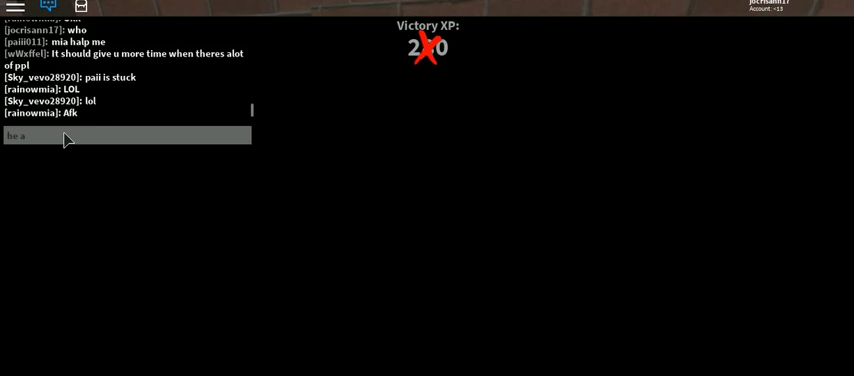 jocrisann17
Account: <13
[jocrisann17]: who
[paiii011]: mia halp me
[wWxffel]: It should give u more time when theres alot
of ppl
[Sky_vevo28920]: paii is stuck
[rainowmia]: LOL
[Sky_vevo28920]: lol
[rainowmia]: Afk
he a
Victory XP: